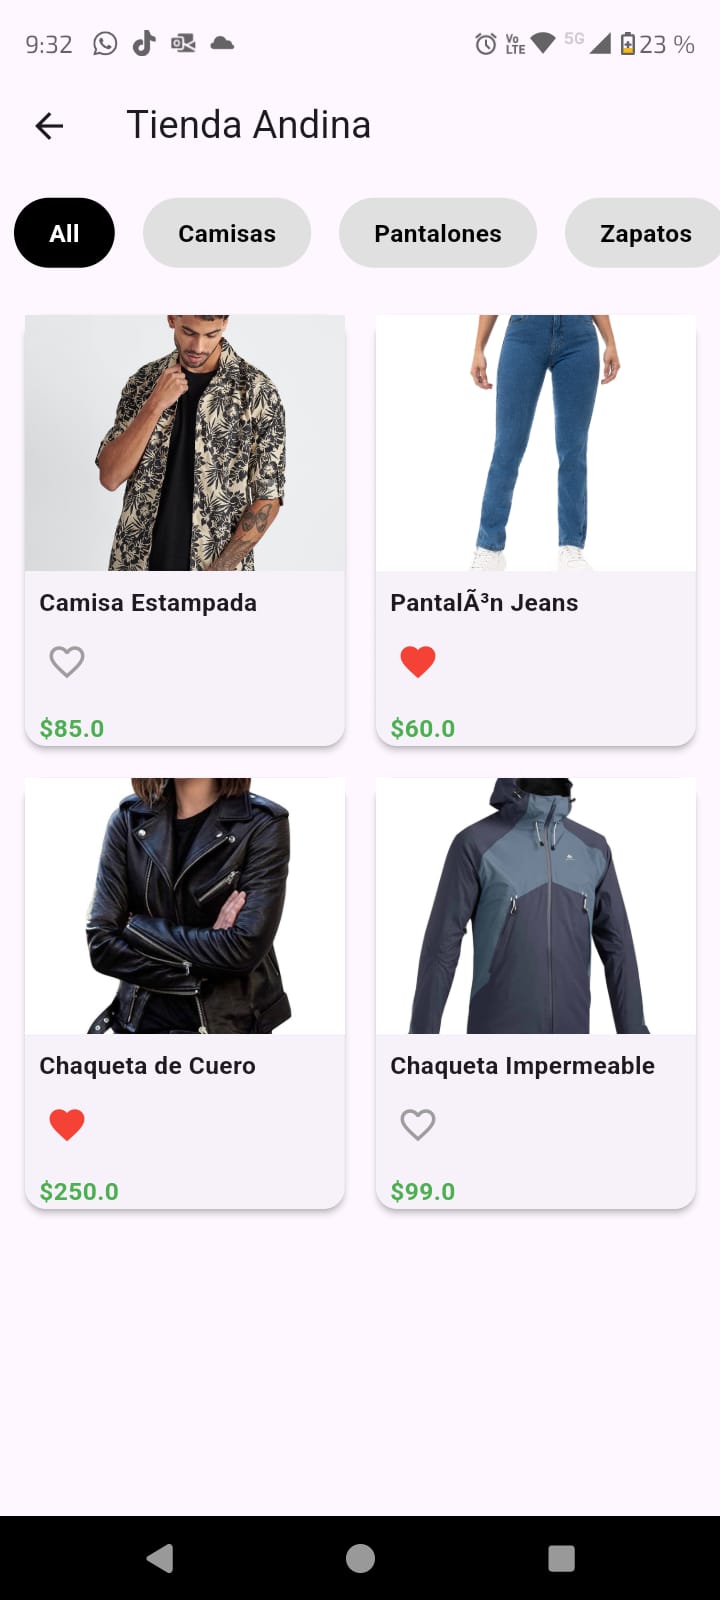 9:32 Vo LTE 5G 23 %
Tienda Andina
All Camisas Pantalones Zapatos
Camisa Estampada PantalÃ³n Jeans
$85.0 $60.0
Chaqueta de Cuero Chaqueta Impermeable
$250.0 $99.0